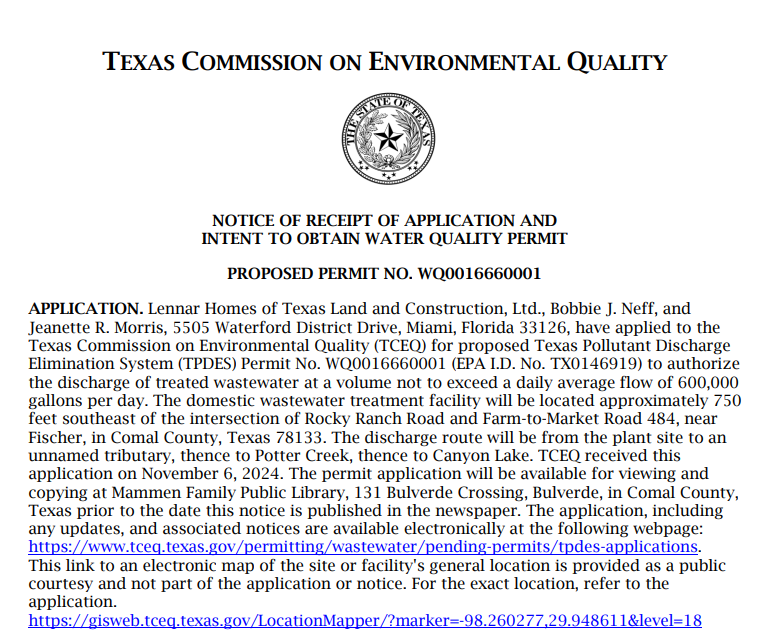 TEXAS COMMISSION ON ENVIRONMENTAL QUALITY
THE STATE OF TEXAS
NOTICE OF RECEIPT OF APPLICATION AND
INTENT TO OBTAIN WATER QUALITY PERMIT
PROPOSED PERMIT NO. WQ0016660001
APPLICATION. Lennar Homes of Texas Land and Construction, Ltd., Bobbie J. Neff, and
Jeanette R. Morris, 5505 Waterford District Drive, Miami, Florida 33126, have applied to the
Texas Commission on Environmental Quality (TCEQ) for proposed Texas Pollutant Discharge
Elimination System (TPDES) Permit No. WQ0016660001 (EPA I.D. No. TX0146919) to authorize
the discharge of treated wastewater at a volume not to exceed a daily average flow of 600,000
gallons per day. The domestic wastewater treatment facility will be located approximately 750
feet southeast of the intersection of Rocky Ranch Road and Farm-to-Market Road 484, near
Fischer, in Comal County, Texas 78133. The discharge route will be from the plant site to an
unnamed tributary, thence to Potter Creek, thence to Canyon Lake. TCEQ received this
application on November 6, 2024. The permit application will be available for viewing and
copying at Mammen Family Public Library, 131 Bulverde Crossing, Bulverde, in Comal County,
Texas prior to the date this notice is published in the newspaper. The application, including
any updates, and associated notices are available electronically at the following webpage:
https://www.tceq.texas.gov/permitting/wastewater/pending-permits/tpdes-applications.
This link to an electronic map of the site or facility's general location is provided as a public
courtesy and not part of the application or notice. For the exact location, refer to the
application.
https://gisweb.tceq.texas.gov/LocationMapper/?marker=-98.260277,29.948611&level=18